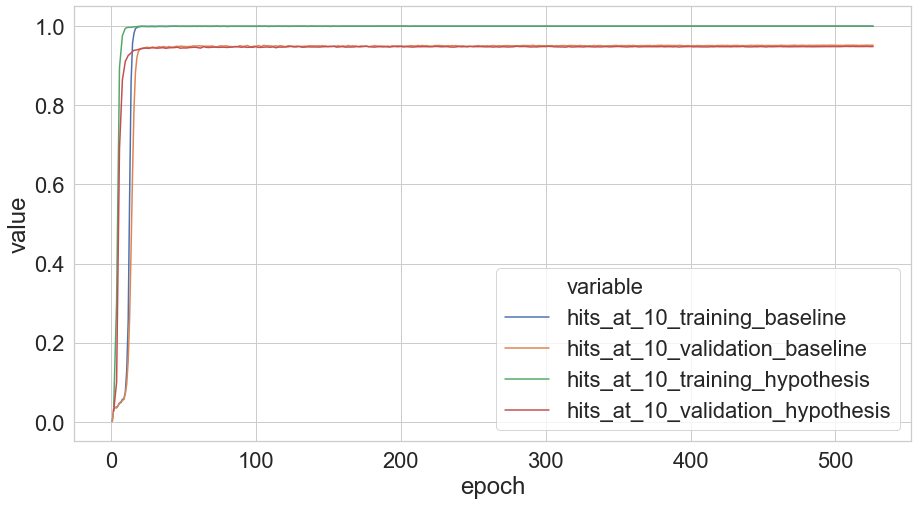 1.0
0.8
0.6
0.4
0.2
0.0
value
variable
hits_at_10_training_baseline
hits_at_10_validation_baseline
hits_at_10_training_hypothesis
hits_at_10_validation_hypothesis
0 100 200 300 400 500
epoch